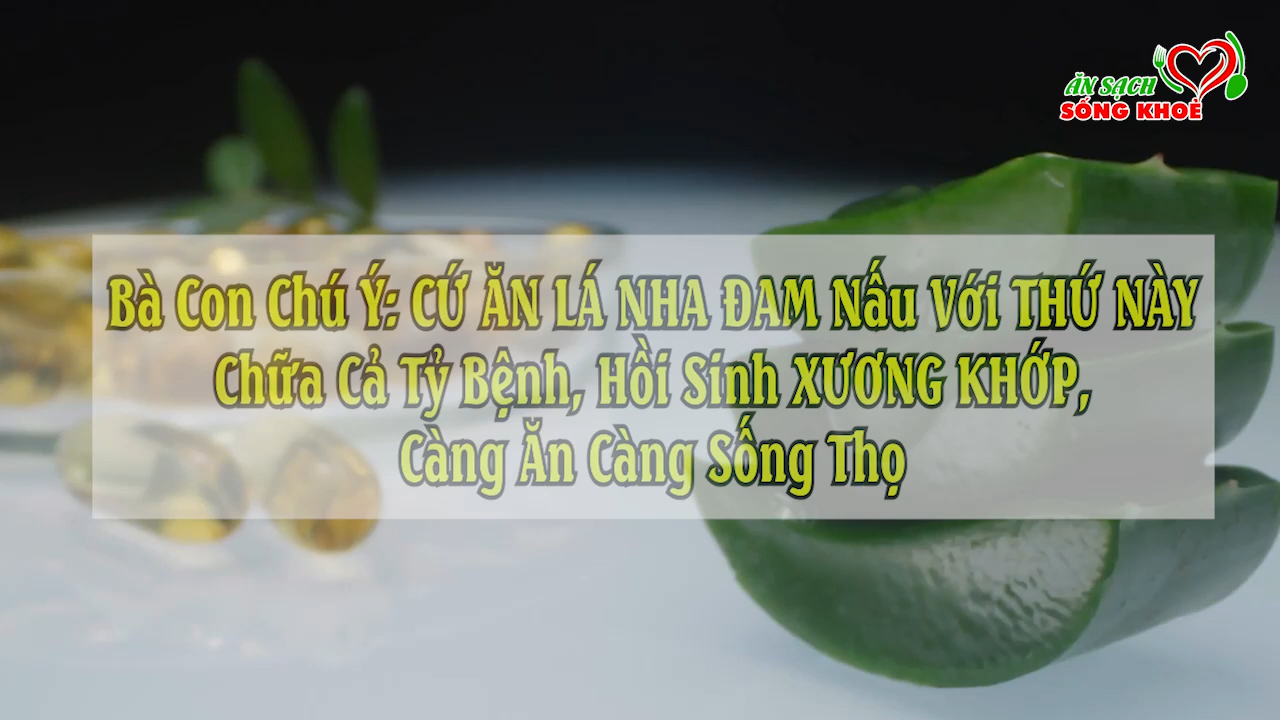 ĂN SẠCH
SỐNG KHOẺ
Bà Con Chú Ý: CỨ ĂN LÁ NHA ĐAM Nấu Với THỨ NÀY
Chữa Cả Tỷ Bệnh, Hồi Sinh XƯƠNG KHỚP,
Càng Ăn Càng Sống Thọ